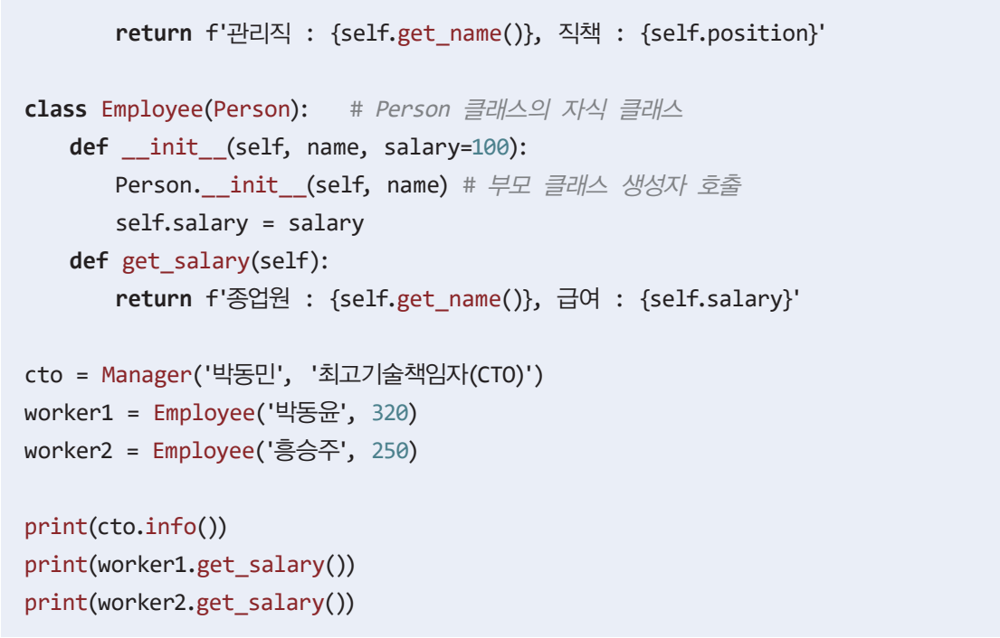 return f'관리직 : {self.get_name()}, 직책 : {self.position}'
class Employee(Person): # Person 클래스의 자식 클래스
def __init__(self, name, salary=100):
Person.__init__(self, name) # 부모 클래스 생성자 호출
self.salary = salary
def get_salary(self):
return f'종업원 : {self.get_name()}, 급여 : {self.salary}'
cto = Manager('박동민', '최고기술책임자(CTO)')
worker1 = Employee('박동윤', 320)
worker2 = Employee('흥승주', 250)
print(cto.info())
print(worker1.get_salary())
print(worker2.get_salary())